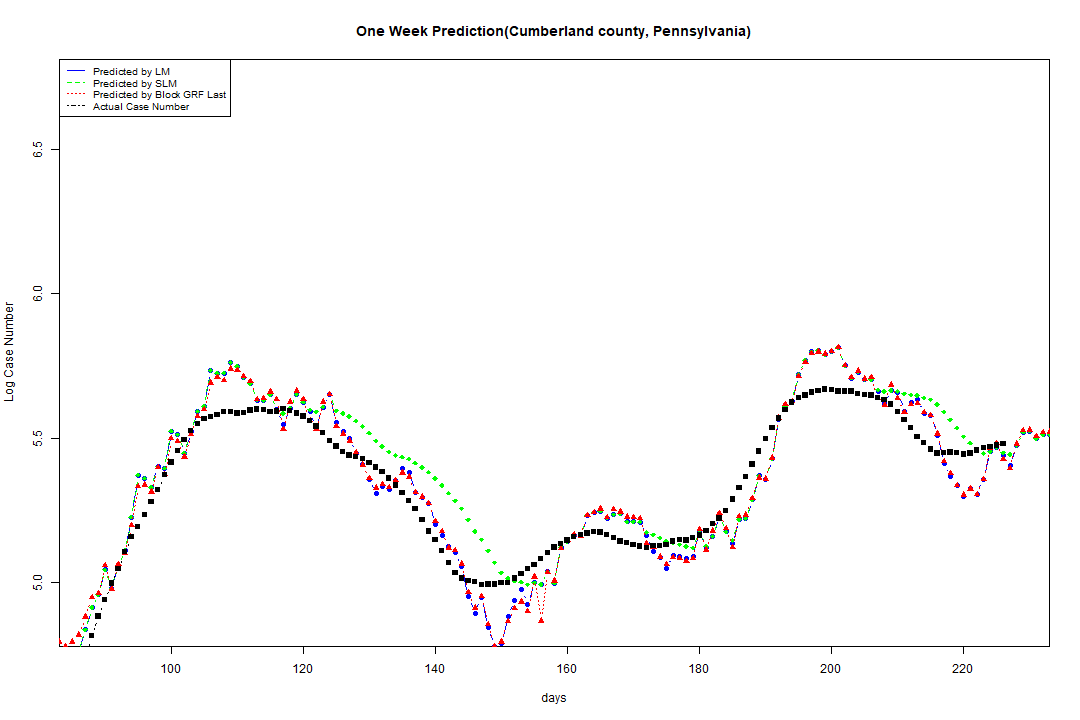 One Week Prediction(Cumberland county, Pennsylvania)
Predicted by LM
Predicted by SLM
Predicted by Block GRF Last
Actual Case Number
6.5
6.0
5.5
5.0
Log Case Number
100 120 140 160 180 200 220
days